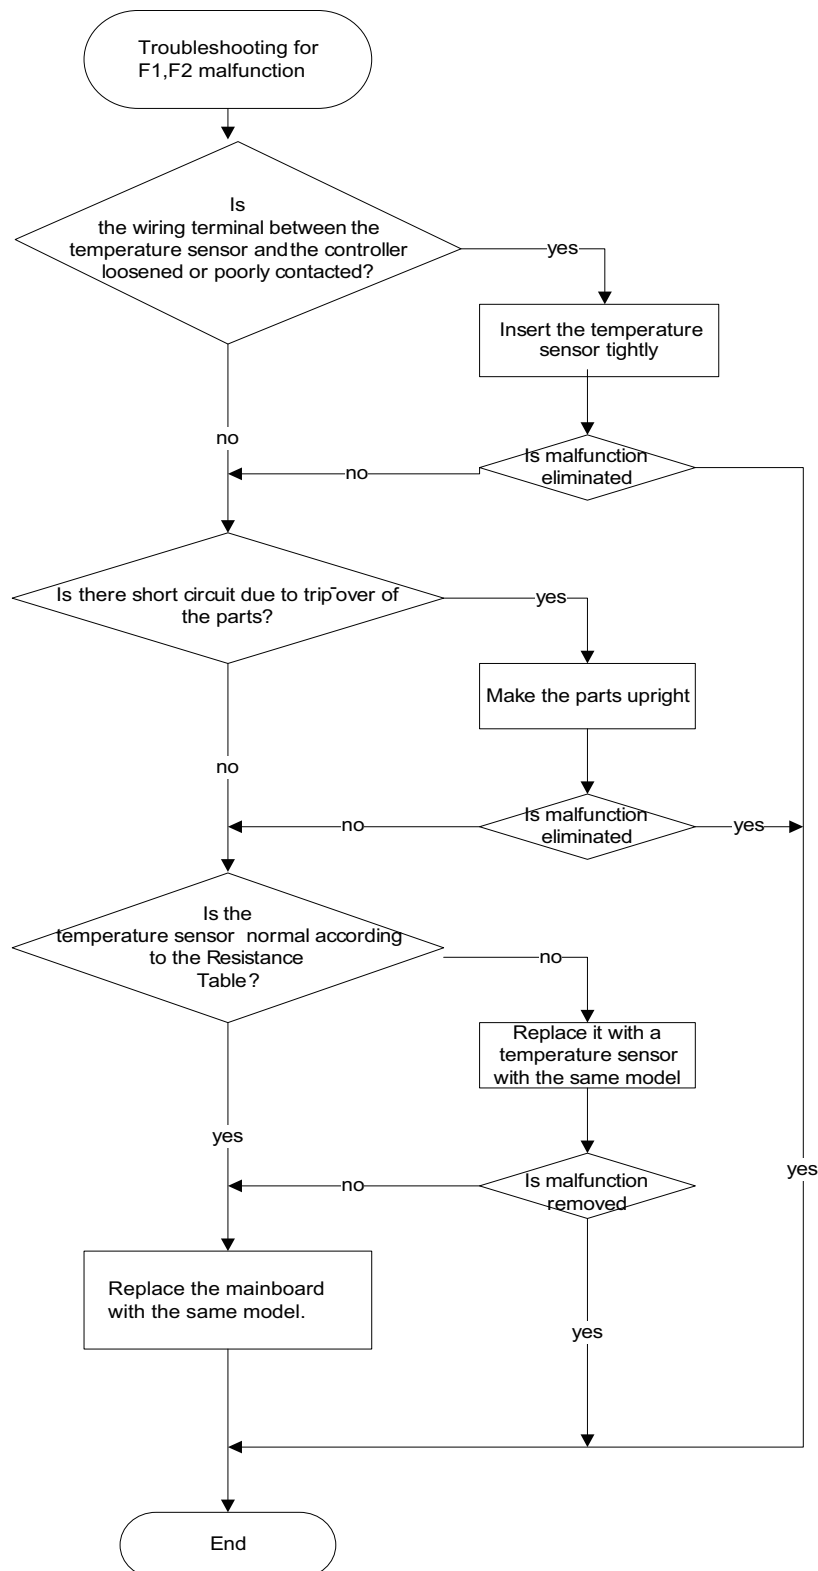 Troubleshooting for
F1,F2 malfunction
Is
the wiring terminal between the
temperature sensor and the controller
loosened or poorly contacted?
yes
Insert the temperature
sensor tightly
no
Is malfunction
eliminated
no
Is there short circuit due to trip-over of
the parts?
yes
Make the parts upright
no
Is malfunction
eliminated
no
yes
Is the
temperature sensor normal according
to the Resistance
Table?
no
Replace it with a
temperature sensor
with the same model
yes
Is malfunction
removed
no
yes
Replace the mainboard
with the same model.
yes
End